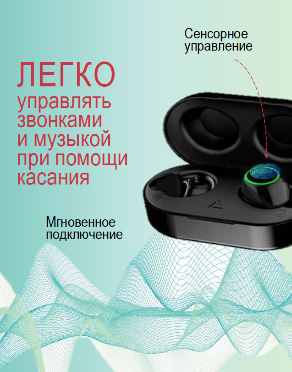 Сенсорное
управление
ЛЕГКО
управлять
звонками
и музыкой
при помощи
касания
Мгновенное
подключение